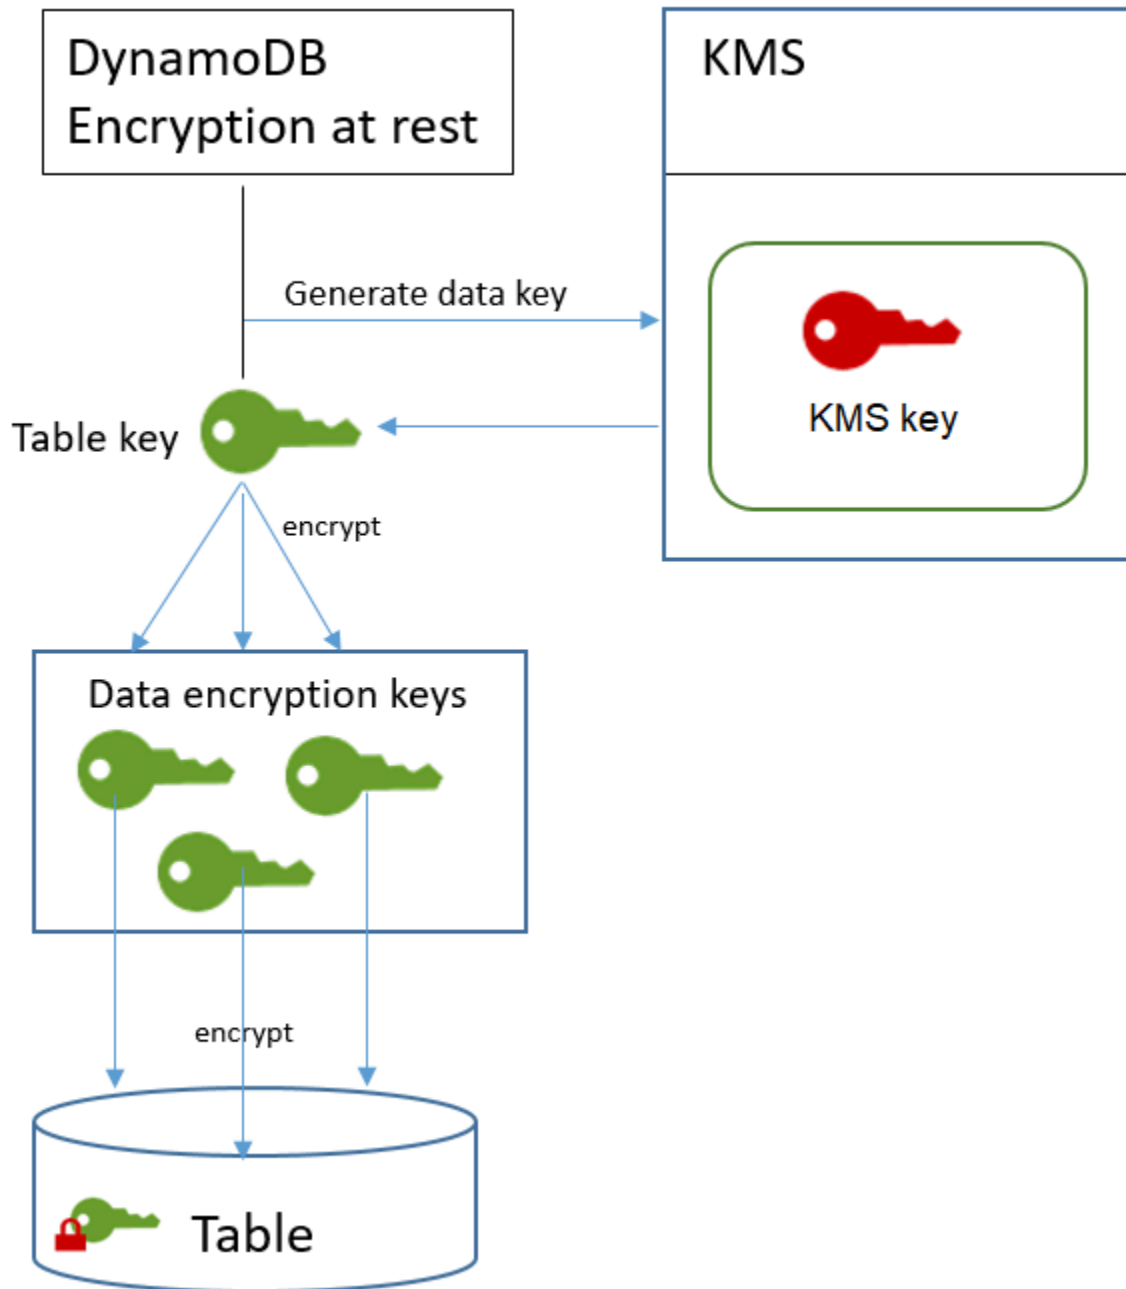 DynamoDB
Encryption at rest
KMS
Generate data key
KMS key
Table key
encrypt
Data encryption keys
encrypt
Table